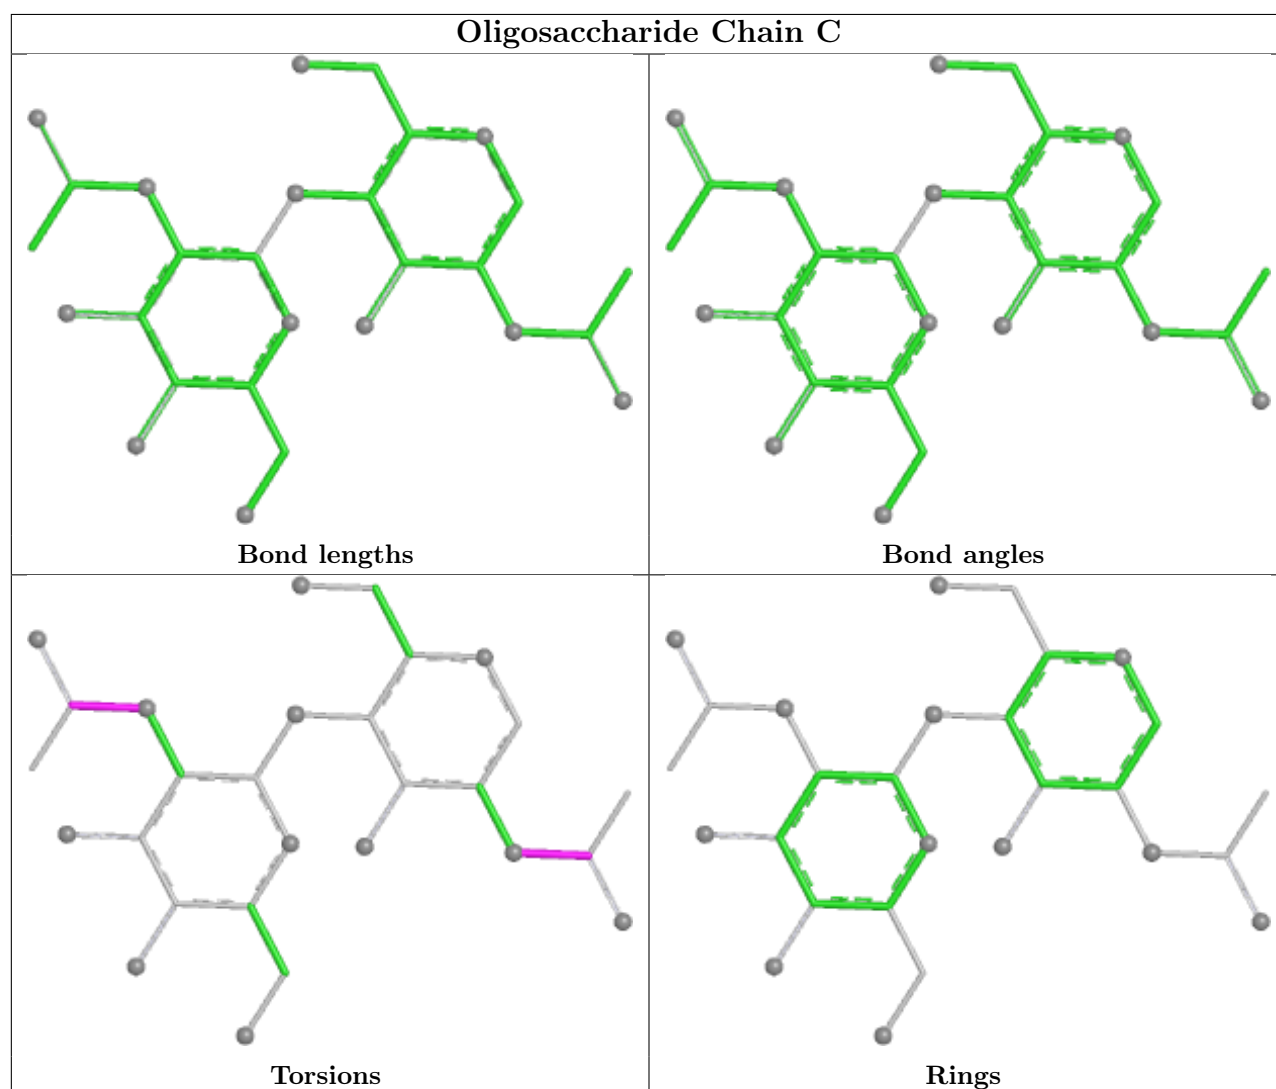 Oligosaccharide Chain C
Bond lengths
Bond angles
Torsions
Rings